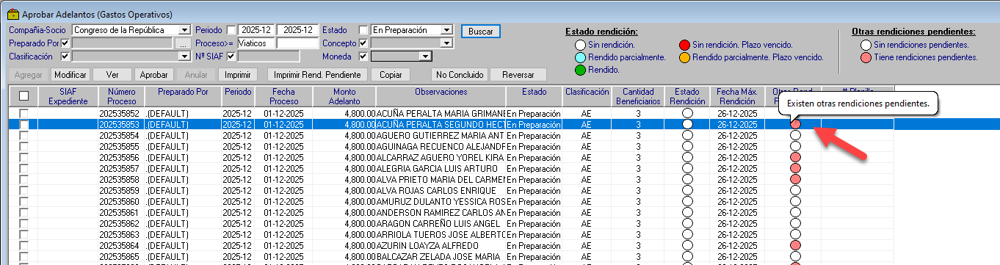 Aprobar Adelantos (Gastos Operativos)
Compañia-Socio Congreso de la República Periodo 2025-12 2025-12 Estado En Preparación Buscar
Preparado Por ... Proceso>= Viaticos Concepto
Clasificación Nº SIAF Moneda
Estado rendición: Otras rendiciones pendientes:
Sin rendición. Sin rendición. Plazo vencido. Sin rendiciones pendientes.
Rendido parcialmente. Rendido parcialmente. Plazo vencido. Tiene rendiciones pendientes.
Rendido.
Agregar Modificar Ver Aprobar Anular Imprimir Imprimir Rend. Pendiente Copiar No Concluido Reversar
SIAF Expediente Número Proceso Preparado Por Periodo Fecha Proceso Monto Adelanto Observaciones Estado Clasificación Cantidad Beneficiarios Estado Rendición Fecha Máx. Rendición
Existen otras rendiciones pendientes.
202535852 .(DEFAULT) 2025-12 01-12-2025 4,800.00 ACUÑA PERALTA MARIA GRIMANE En Preparación AE 3 26-12-2025
202535853 .(DEFAULT) 2025-12 01-12-2025 4,800.00 ACUÑA PERALTA SEGUNDO HECT En Preparación AE 3 26-12-2025
202535854 .(DEFAULT) 2025-12 01-12-2025 4,800.00 AGUERO GUTIERREZ MARIA ANT En Preparación AE 3 26-12-2025
202535855 .(DEFAULT) 2025-12 01-12-2025 4,800.00 AGUINAGA RECUENCO ALEJANDF En Preparación AE 3 26-12-2025
202535856 .(DEFAULT) 2025-12 01-12-2025 4,800.00 ALCARRAZ AGUERO YOREL KIRA En Preparación AE 3 26-12-2025
202535857 .(DEFAULT) 2025-12 01-12-2025 4,800.00 ALEGRIA GARCIA LUIS ARTURO En Preparación AE 3 26-12-2025
202535858 .(DEFAULT) 2025-12 01-12-2025 4,800.00 ALVA PRIETO MARIA DEL CARMEN En Preparación AE 3 26-12-2025
202535859 .(DEFAULT) 2025-12 01-12-2025 4,800.00 ALVA ROJAS CARLOS ENRIQUE En Preparación AE 3 26-12-2025
202535860 .(DEFAULT) 2025-12 01-12-2025 4,800.00 AMURUZ DULANTO YESSICA ROS En Preparación AE 3 26-12-2025
202535861 .(DEFAULT) 2025-12 01-12-2025 4,800.00 ANDERSON RAMIREZ CARLOS AN En Preparación AE 3 26-12-2025
202535862 .(DEFAULT) 2025-12 01-12-2025 4,800.00 ARAGON CARREÑO LUIS ANGEL En Preparación AE 3 26-12-2025
202535863 .(DEFAULT) 2025-12 01-12-2025 4,800.00 ARRIOLA TUEROS JOSE ALBERTO En Preparación AE 3 26-12-2025
202535864 .(DEFAULT) 2025-12 01-12-2025 4,800.00 AZURIN LOAYZA ALFREDO En Preparación AE 3 26-12-2025
202535865 .(DEFAULT) 2025-12 01-12-2025 4,800.00 BALCAZAR ZELADA JOSE MARIA En Preparación AE 3 26-12-2025